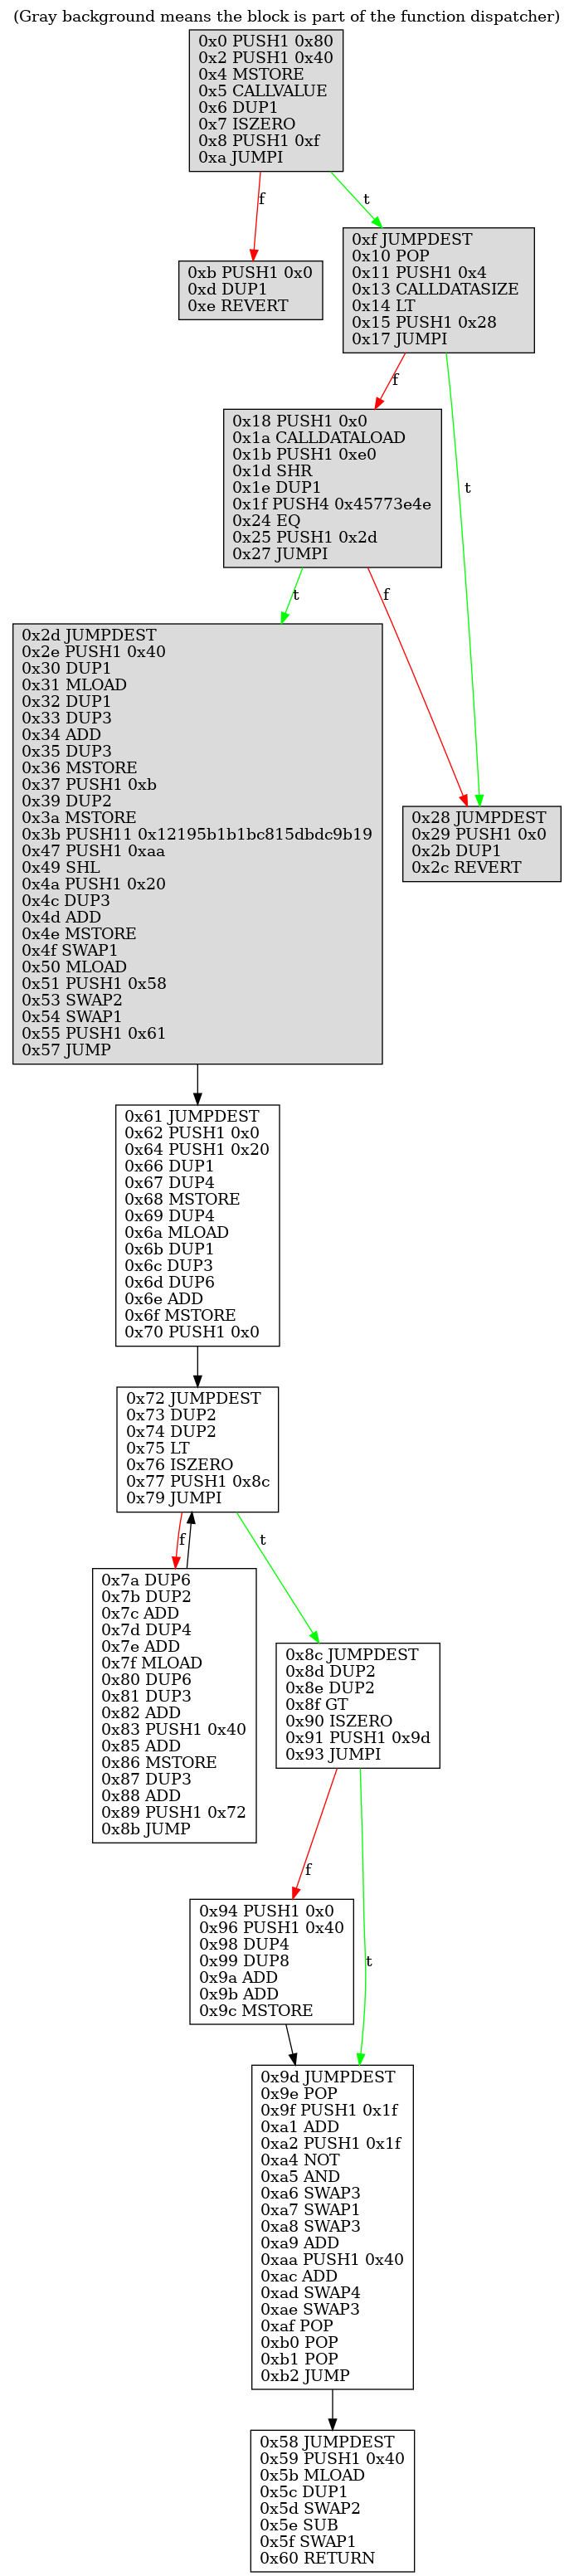 (Gray background means the block is part of the function dispatcher)
0x0 PUSH1 0x80
0x2 PUSH1 0x40
0x4 MSTORE
0x5 CALLVALUE
0x6 DUP1
0x7 ISZERO
0x8 PUSH1 0xf
0xa JUMPI
f
t
0xb PUSH1 0x0
0xd DUP1
0xe REVERT
0xf JUMPDEST
0x10 POP
0x11 PUSH1 0x4
0x13 CALLDATASIZE
0x14 LT
0x15 PUSH1 0x28
0x17 JUMPI
f
t
0x18 PUSH1 0x0
0x1a CALLDATALOAD
0x1b PUSH1 0xe0
0x1d SHR
0x1e DUP1
0x1f PUSH4 0x45773e4e
0x24 EQ
0x25 PUSH1 0x2d
0x27 JUMPI
t
f
0x2d JUMPDEST
0x2e PUSH1 0x40
0x30 DUP1
0x31 MLOAD
0x32 DUP1
0x33 DUP3
0x34 ADD
0x35 DUP3
0x36 MSTORE
0x37 PUSH1 0xb
0x39 DUP2
0x3a MSTORE
0x3b PUSH11 0x12195b1b1bc815dbdc9b19
0x47 PUSH1 0xaa
0x49 SHL
0x4a PUSH1 0x20
0x4c DUP3
0x4d ADD
0x4e MSTORE
0x4f SWAP1
0x50 MLOAD
0x51 PUSH1 0x58
0x53 SWAP2
0x54 SWAP1
0x55 PUSH1 0x61
0x57 JUMP
0x28 JUMPDEST
0x29 PUSH1 0x0
0x2b DUP1
0x2c REVERT
0x61 JUMPDEST
0x62 PUSH1 0x0
0x64 PUSH1 0x20
0x66 DUP1
0x67 DUP4
0x68 MSTORE
0x69 DUP4
0x6a MLOAD
0x6b DUP1
0x6c DUP3
0x6d DUP6
0x6e ADD
0x6f MSTORE
0x70 PUSH1 0x0
0x72 JUMPDEST
0x73 DUP2
0x74 DUP2
0x75 LT
0x76 ISZERO
0x77 PUSH1 0x8c
0x79 JUMPI
f
t
0x7a DUP6
0x7b DUP2
0x7c ADD
0x7d DUP4
0x7e ADD
0x7f MLOAD
0x80 DUP6
0x81 DUP3
0x82 ADD
0x83 PUSH1 0x40
0x85 ADD
0x86 MSTORE
0x87 DUP3
0x88 ADD
0x89 PUSH1 0x72
0x8b JUMP
0x8c JUMPDEST
0x8d DUP2
0x8e DUP2
0x8f GT
0x90 ISZERO
0x91 PUSH1 0x9d
0x93 JUMPI
f
t
0x94 PUSH1 0x0
0x96 PUSH1 0x40
0x98 DUP4
0x99 DUP8
0x9a ADD
0x9b ADD
0x9c MSTORE
0x9d JUMPDEST
0x9e POP
0x9f PUSH1 0x1f
0xa1 ADD
0xa2 PUSH1 0x1f
0xa4 NOT
0xa5 AND
0xa6 SWAP3
0xa7 SWAP1
0xa8 SWAP3
0xa9 ADD
0xaa PUSH1 0x40
0xac ADD
0xad SWAP4
0xae SWAP3
0xaf POP
0xb0 POP
0xb1 POP
0xb2 JUMP
0x58 JUMPDEST
0x59 PUSH1 0x40
0x5b MLOAD
0x5c DUP1
0x5d SWAP2
0x5e SUB
0x5f SWAP1
0x60 RETURN